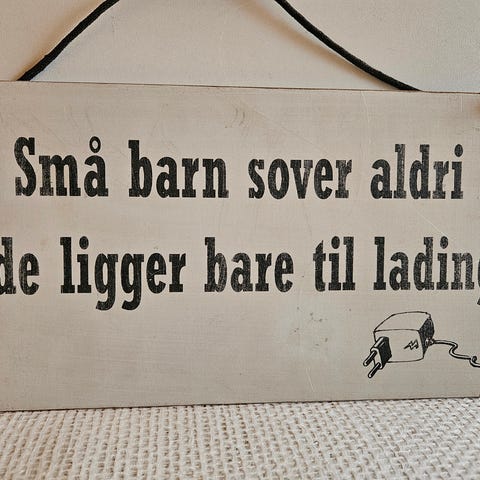 Små barn sover aldri
de ligger bare til lading